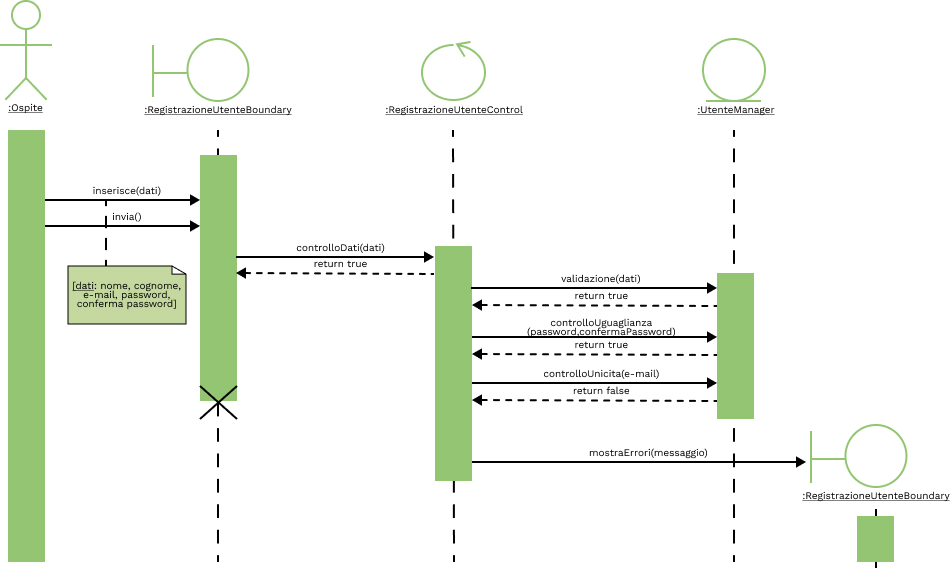 :Ospite
:RegistrazioneUtenteBoundary
:RegistrazioneUtenteControl
:UtenteManager
inserisce(dati)
invia()
[dati: nome, cognome,
e-mail, password,
conferma password]
controlloDati(dati)
return true
validazione(dati)
return true
controlloUguaglianza
(password,confermaPassword)
return true
controlloUnicita(e-mail)
return false
mostraErrori(messaggio)
:RegistrazioneUtenteBoundary